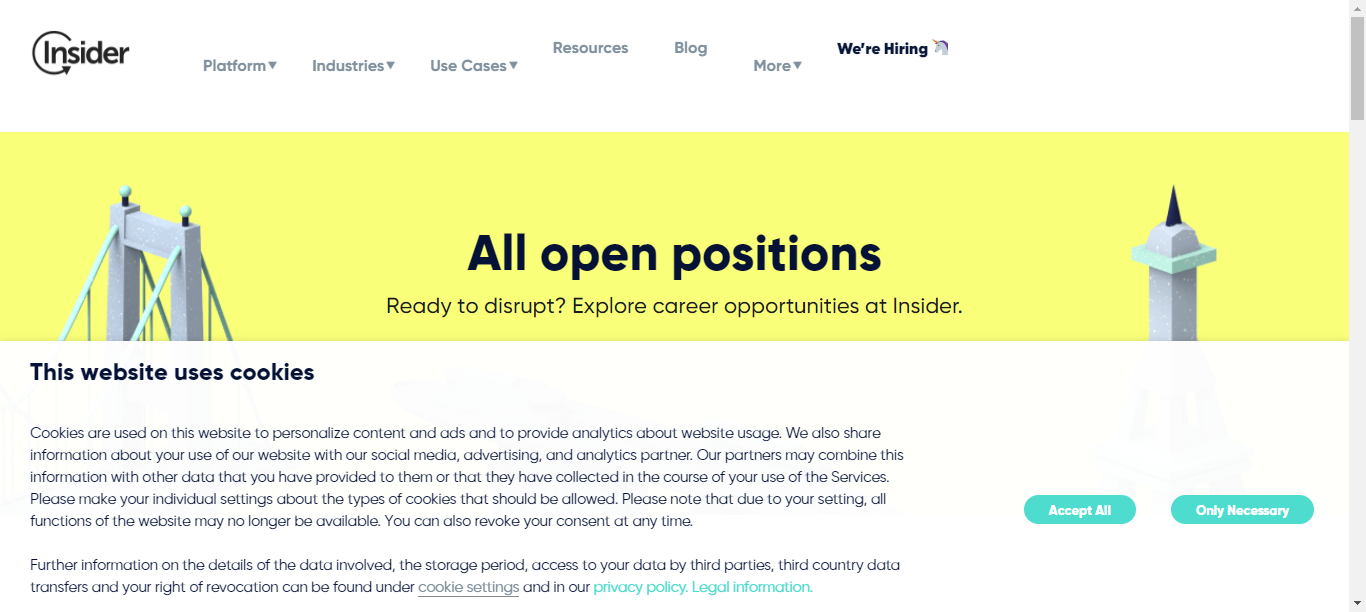 Insider
Platform▼ Industries▼ Use Cases▼ Resources Blog More▼ We're Hiring 🦄
All open positions
Ready to disrupt? Explore career opportunities at Insider.
This website uses cookies
Cookies are used on this website to personalize content and ads and to provide analytics about website usage. We also share
information about your use of our website with our social media, advertising, and analytics partner. Our partners may combine this
information with other data that you have provided to them or that they have collected in the course of your use of the Services.
Please make your individual settings about the types of cookies that should be allowed. Please note that due to your setting, all
functions of the website may no longer be available. You can also revoke your consent at any time.
Further information on the details of the data involved, the storage period, access to your data by third parties, third country data
transfers and your right of revocation can be found under cookie settings and in our privacy policy. Legal information.
Accept All
Only Necessary